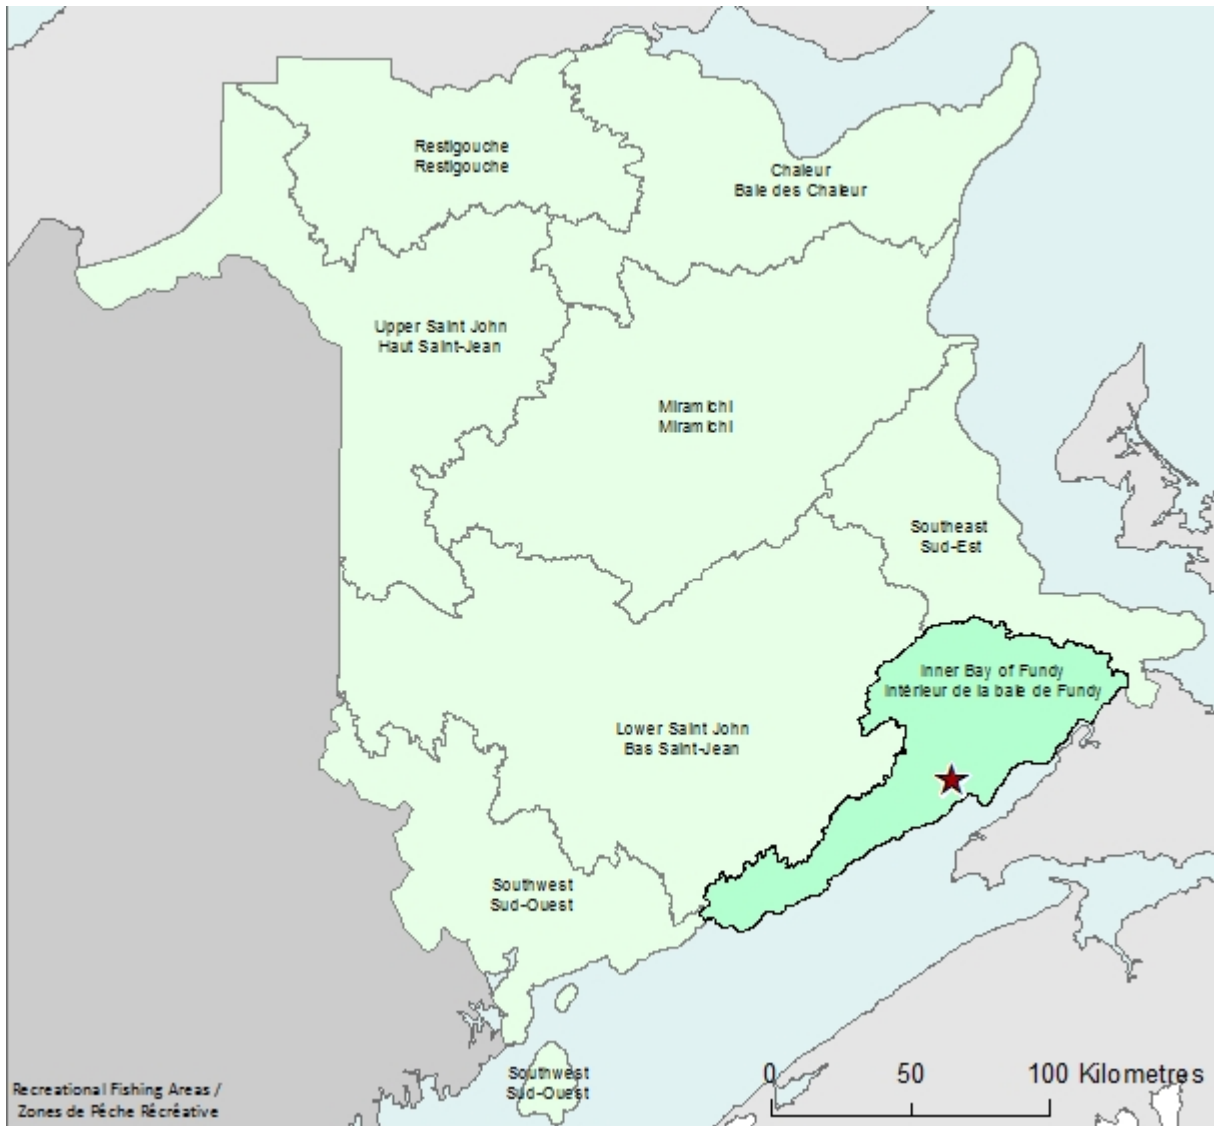 Restigouche
Restigouche
Chaleur
Baie des Chaleur
Upper Saint John
Haut Saint-Jean
Miramichi
Miramichi
Southeast
Sud-Est
Inner Bay of Fundy
Intérieur de la baie de Fundy
Lower Saint John
Bas Saint-Jean
Southwest
Sud-Ouest
Southwest
Sud-Ouest
0 50 100 Kilometres
Recreational Fishing Areas /
Zones de Pêche Récréative